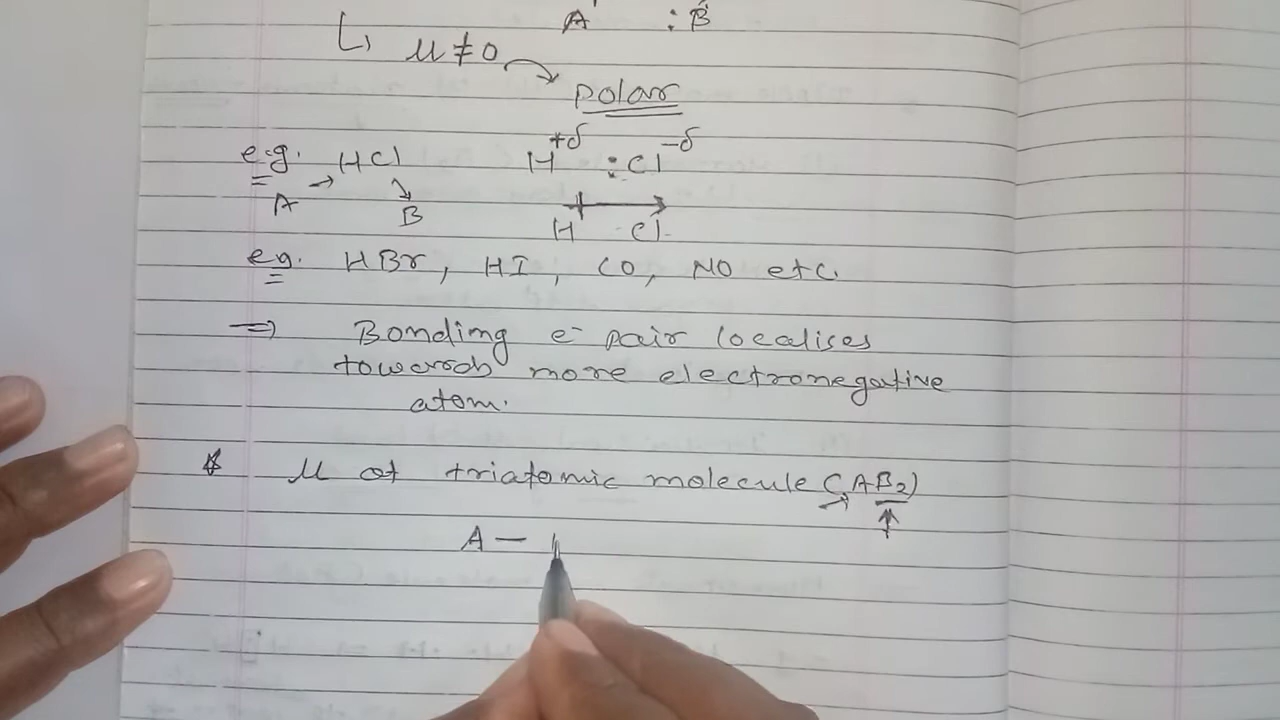 A :B
↳ μ≠0
polar
e.g. HCl H +δ :Cl -δ
A → B
H Cl
eg. HBr, HI, CO, NO etc.
⇒ Bonding e⁻ pair localises
towards more electronegative
atom.
* μ of triatomic molecule (AB₂)
A —